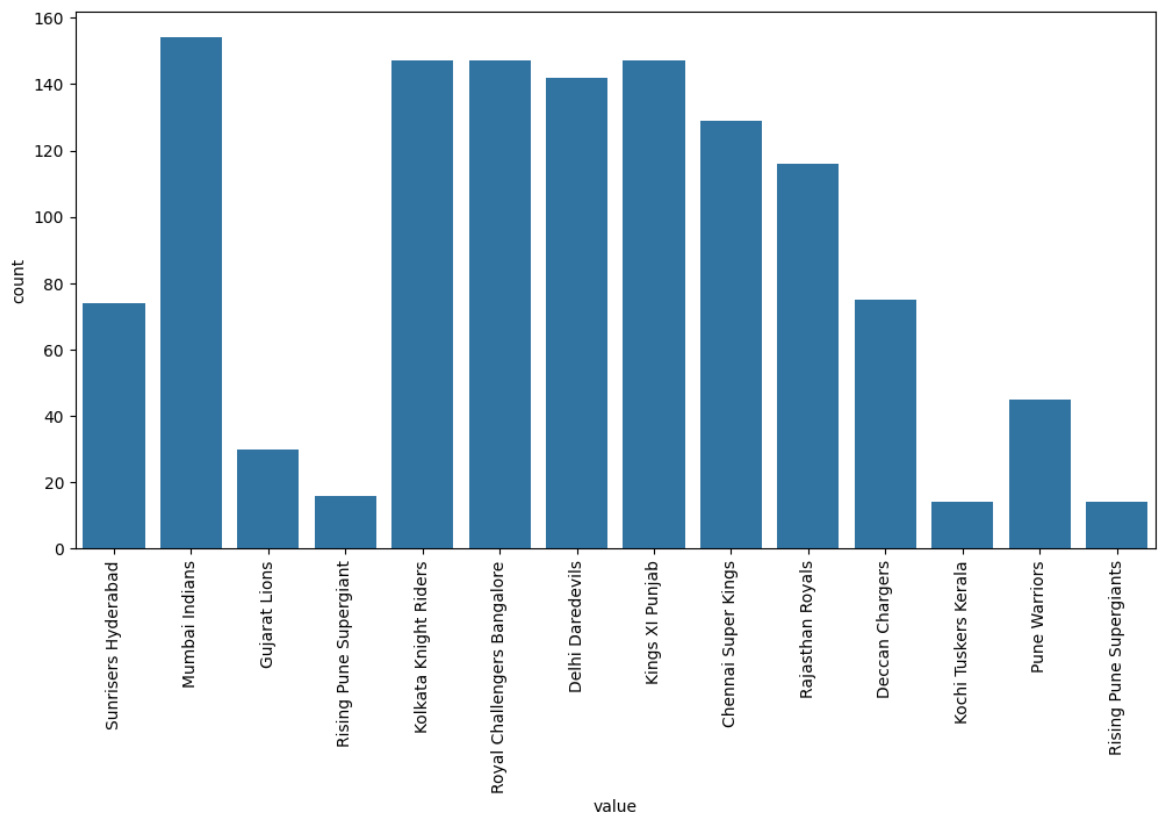 160
140
120
100
80
60
40
20
0
count
Sunrisers Hyderabad
Mumbai Indians
Gujarat Lions
Rising Pune Supergiant
Kolkata Knight Riders
Royal Challengers Bangalore
Delhi Daredevils
Kings XI Punjab
Chennai Super Kings
Rajasthan Royals
Deccan Chargers
Kochi Tuskers Kerala
Pune Warriors
Rising Pune Supergiants
value